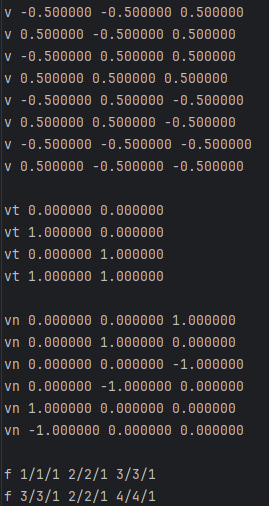 v -0.500000 -0.500000 0.500000
v 0.500000 -0.500000 0.500000
v -0.500000 0.500000 0.500000
v 0.500000 0.500000 0.500000
v -0.500000 0.500000 -0.500000
v 0.500000 0.500000 -0.500000
v -0.500000 -0.500000 -0.500000
v 0.500000 -0.500000 -0.500000
vt 0.000000 0.000000
vt 1.000000 0.000000
vt 0.000000 1.000000
vt 1.000000 1.000000
vn 0.000000 0.000000 1.000000
vn 0.000000 1.000000 0.000000
vn 0.000000 0.000000 -1.000000
vn 0.000000 -1.000000 0.000000
vn 1.000000 0.000000 0.000000
vn -1.000000 0.000000 0.000000
f 1/1/1 2/2/1 3/3/1
f 3/3/1 2/2/1 4/4/1